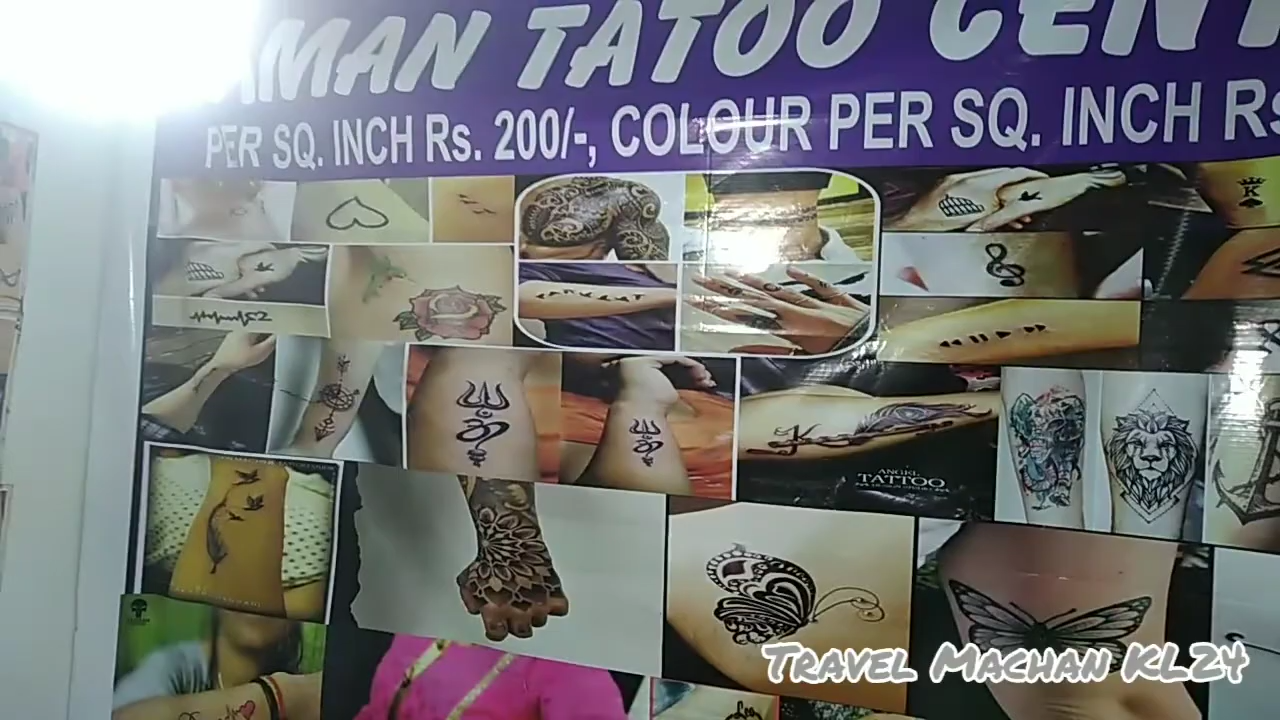 MAN TATOO CENT
PER SQ. INCH Rs. 200/-, COLOUR PER SQ. INCH Rs
K
ANGEL
TATTOO
Travel Machan KL24